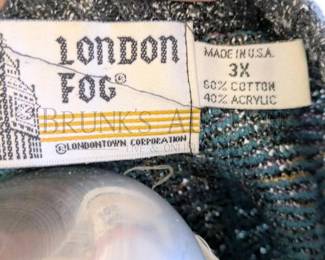 LONDON
FOG®
©LONDONTOWN CORPORATION
MADE IN U.S.A.
3X
60% COTTON
40% ACRYLIC
BRUNK'S A